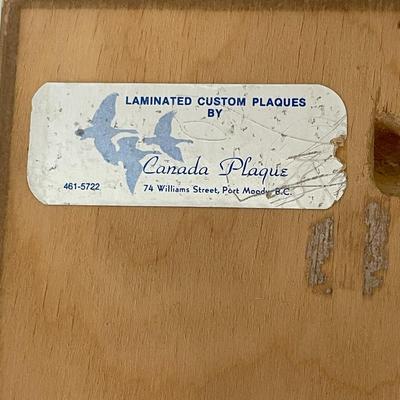 LAMINATED CUSTOM PLAQUES
BY
Canada Plaque
461-5722
74 Williams Street, Port Moody, B.C.